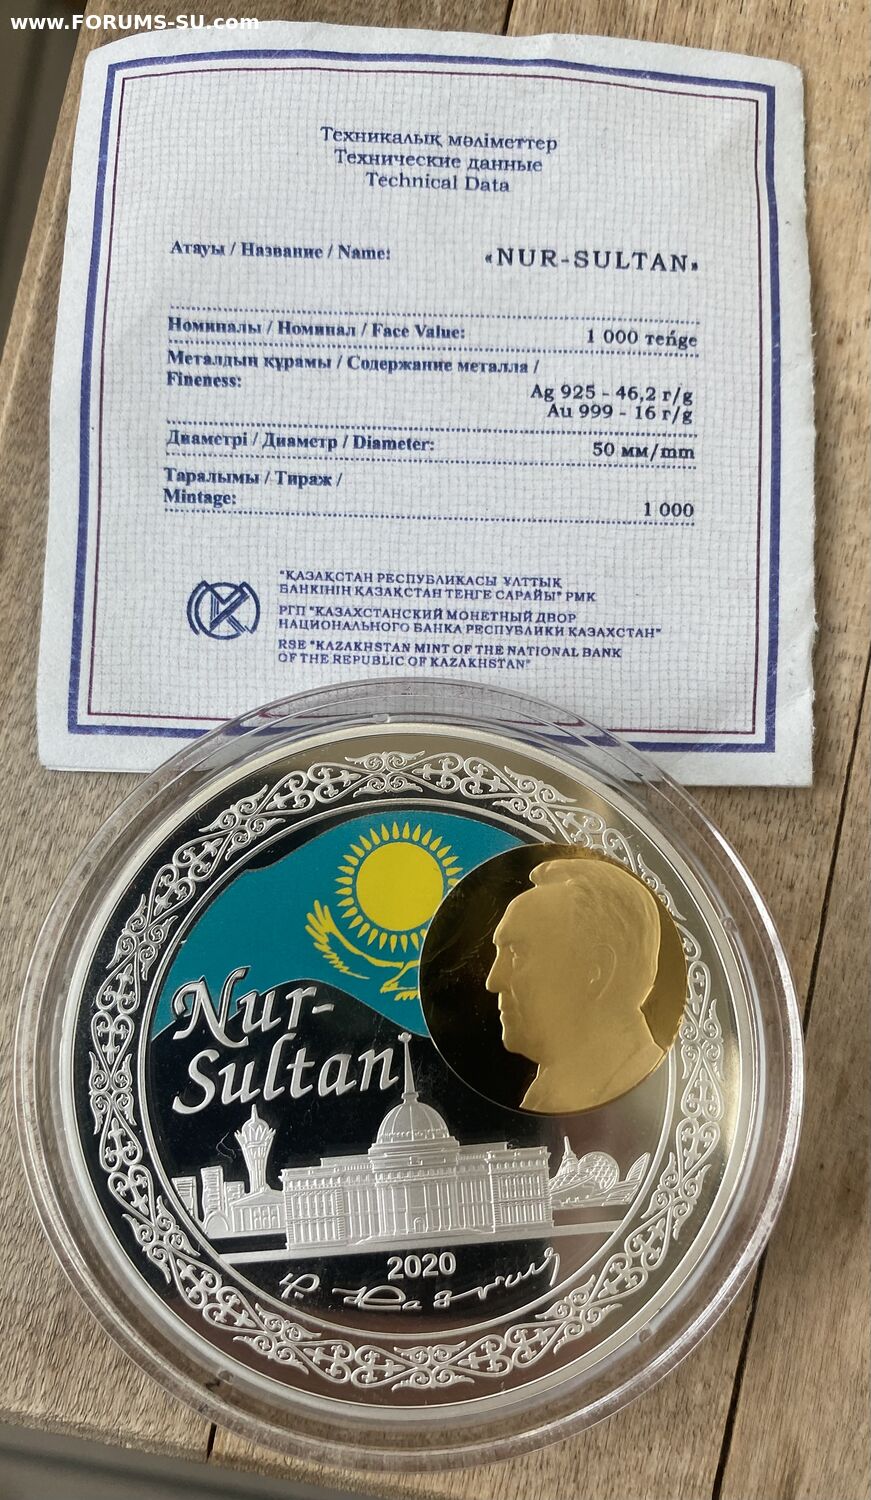 www.FORUMS-SU.com
Техникалық мәліметтер
Технические данные
Technical Data
Атауы / Название / Name: «NUR-SULTAN»
Номиналы / Номинал / Face Value: 1 000 теńge
Металдың құрамы / Содержание металла /
Fineness:
Ag 925 - 46,2 г/g
Au 999 - 16 г/g
Диаметрі / Диаметр / Diameter: 50 мм/mm
Таралымы / Тираж /
Mintage: 1 000
"ҚАЗАҚСТАН РЕСПУБЛИКАСЫ ҰЛТТЫҚ
БАНКІНІҢ ҚАЗАҚСТАН ТЕҢГЕ САРАЙЫ" РМК
РГП "КАЗАХСТАНСКИЙ МОНЕТНЫЙ ДВОР
НАЦИОНАЛЬНОГО БАНКА РЕСПУБЛИКИ КАЗАХСТАН"
RSE "KAZAKHSTAN MINT OF THE NATIONAL BANK
OF THE REPUBLIC OF KAZAKHSTAN"
Nur-
Sultan
2020